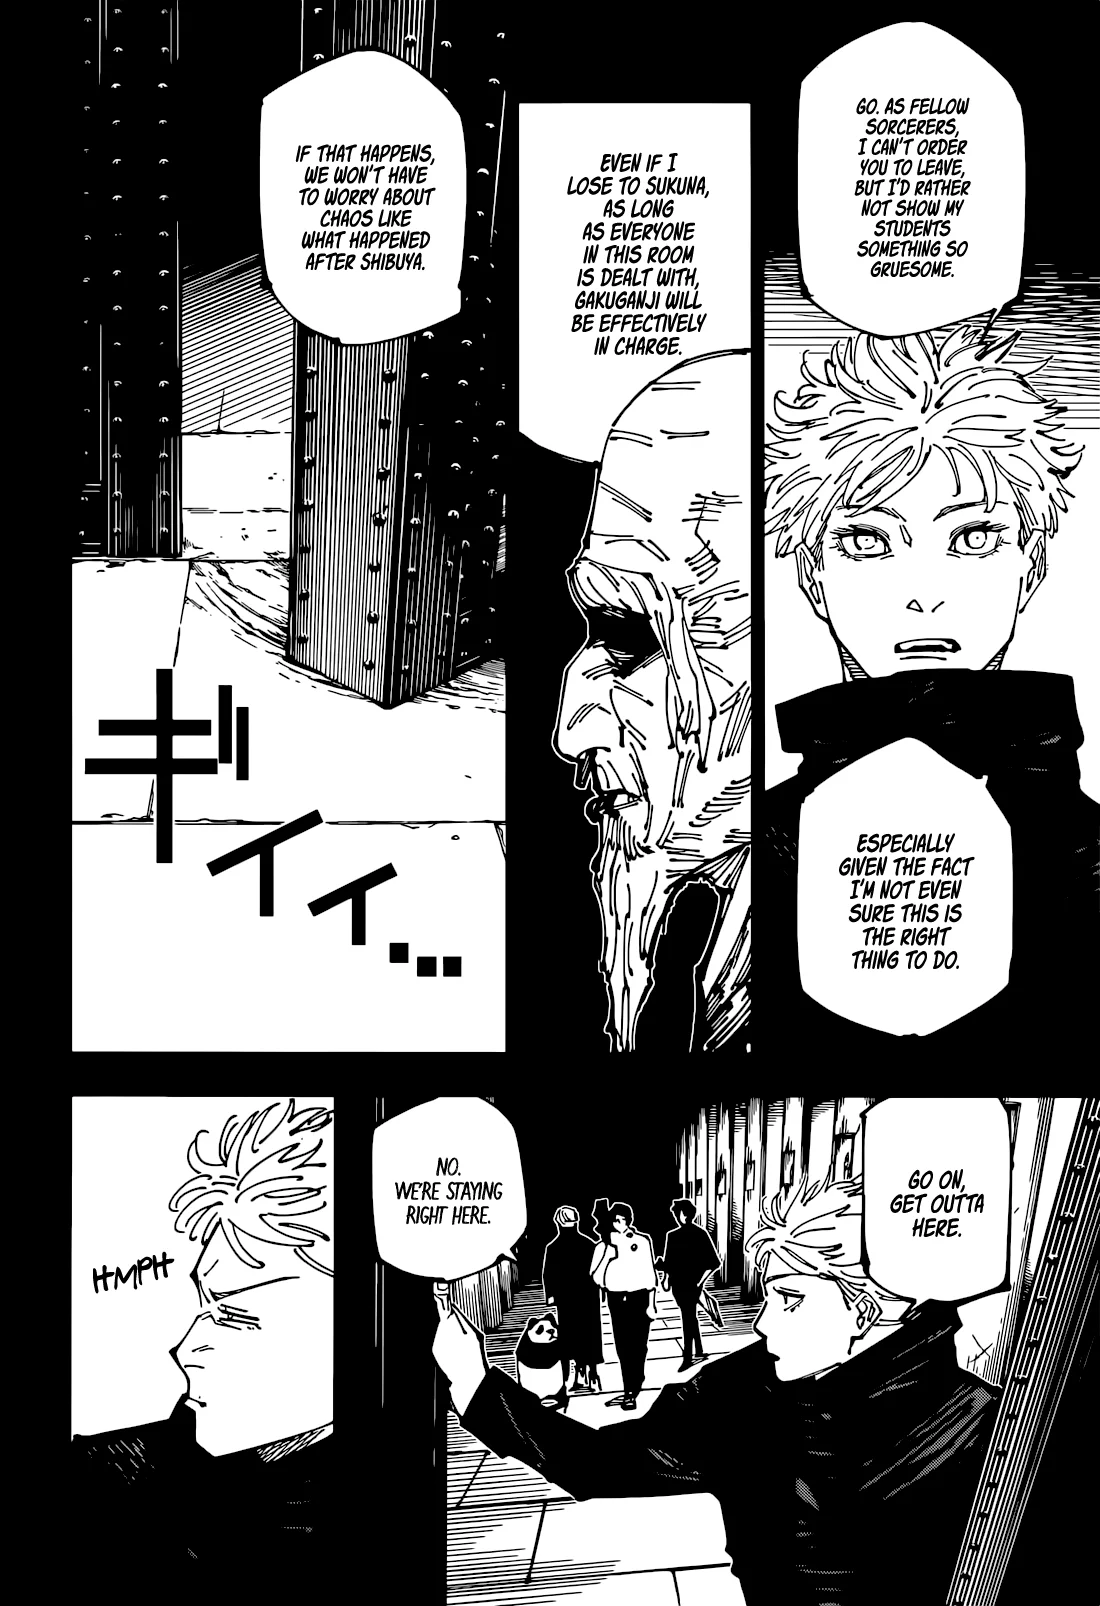 GO. AS FELLOW
SORCERERS,
I CAN'T ORDER
YOU TO LEAVE,
BUT I'D RATHER
NOT SHOW MY
STUDENTS
SOMETHING SO
GRUESOME.
ESPECIALLY
GIVEN THE FACT
I'M NOT EVEN
SURE THIS IS
THE RIGHT
THING TO DO.
EVEN IF I
LOSE TO SUKUNA,
AS LONG
AS EVERYONE
IN THIS ROOM
IS DEALT WITH,
GAKUGANJI WILL
BE EFFECTIVELY
IN CHARGE.
IF THAT HAPPENS,
WE WON'T HAVE
TO WORRY ABOUT
CHAOS LIKE
WHAT HAPPENED
AFTER SHIBUYA.
ギィィ...
GO ON,
GET OUTTA
HERE.
NO.
WE'RE STAYING
RIGHT HERE.
HMPH